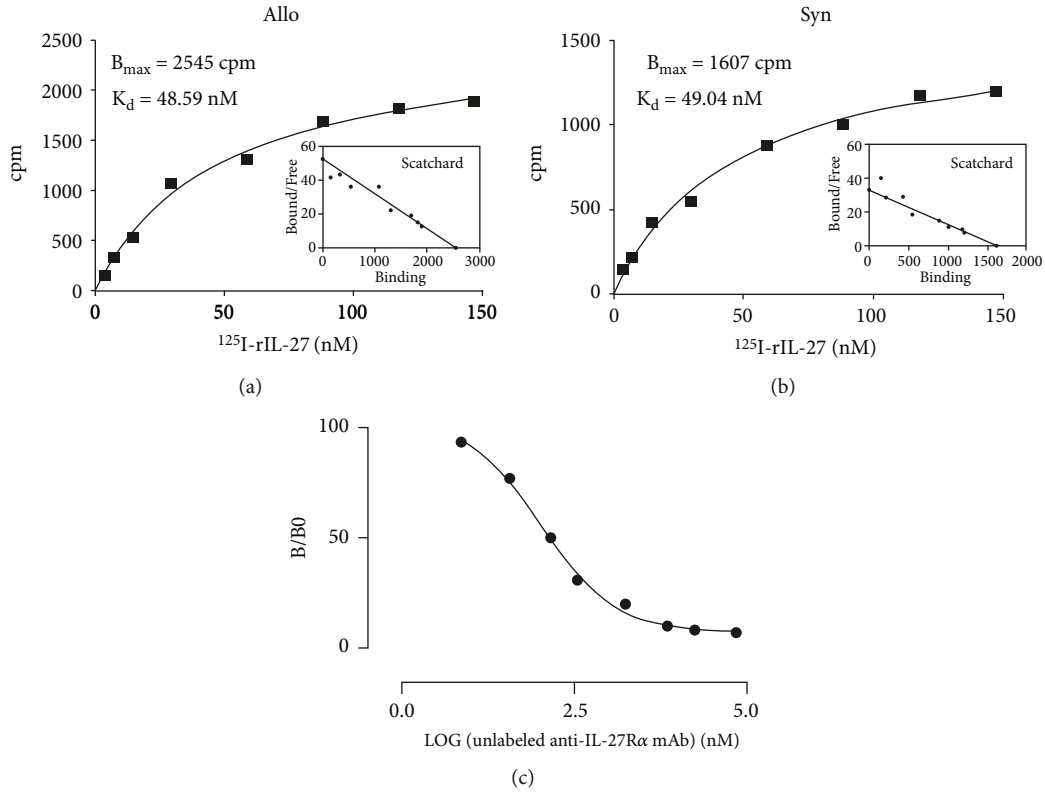 Allo
2500
2000
1500
1000
500
0
cpm
B_max = 2545 cpm
K_d = 48.59 nM
Scatchard
60
40
20
0
Bound/Free
0 1000 2000 3000
Binding
0 50 100 150
¹²⁵I-rIL-27 (nM)
(a)
Syn
1500
1000
500
0
cpm
B_max = 1607 cpm
K_d = 49.04 nM
Scatchard
60
40
20
0
Bound/Free
0 500 1000 1500 2000
Binding
0 50 100 150
¹²⁵I-rIL-27 (nM)
(b)
100
50
0
B/B0
0.0 2.5 5.0
LOG (unlabeled anti-IL-27Rα mAb) (nM)
(c)